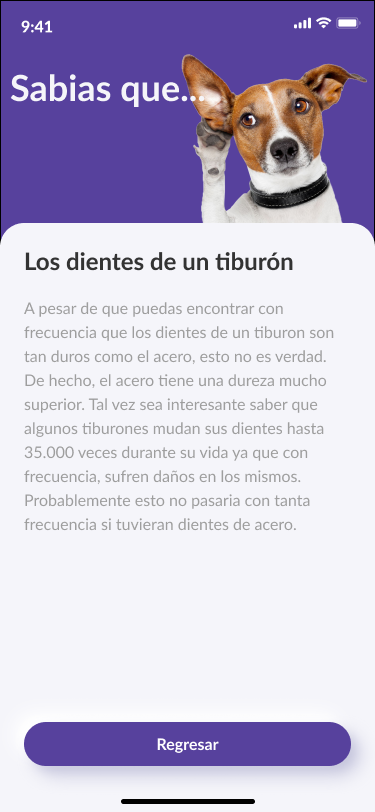 9:41
Sabias que...
Los dientes de un tiburón
A pesar de que puedas encontrar con
frecuencia que los dientes de un tiburon son
tan duros como el acero, esto no es verdad.
De hecho, el acero tiene una dureza mucho
superior. Tal vez sea interesante saber que
algunos tiburones mudan sus dientes hasta
35.000 veces durante su vida ya que con
frecuencia, sufren daños en los mismos.
Probablemente esto no pasaria con tanta
frecuencia si tuvieran dientes de acero.
Regresar